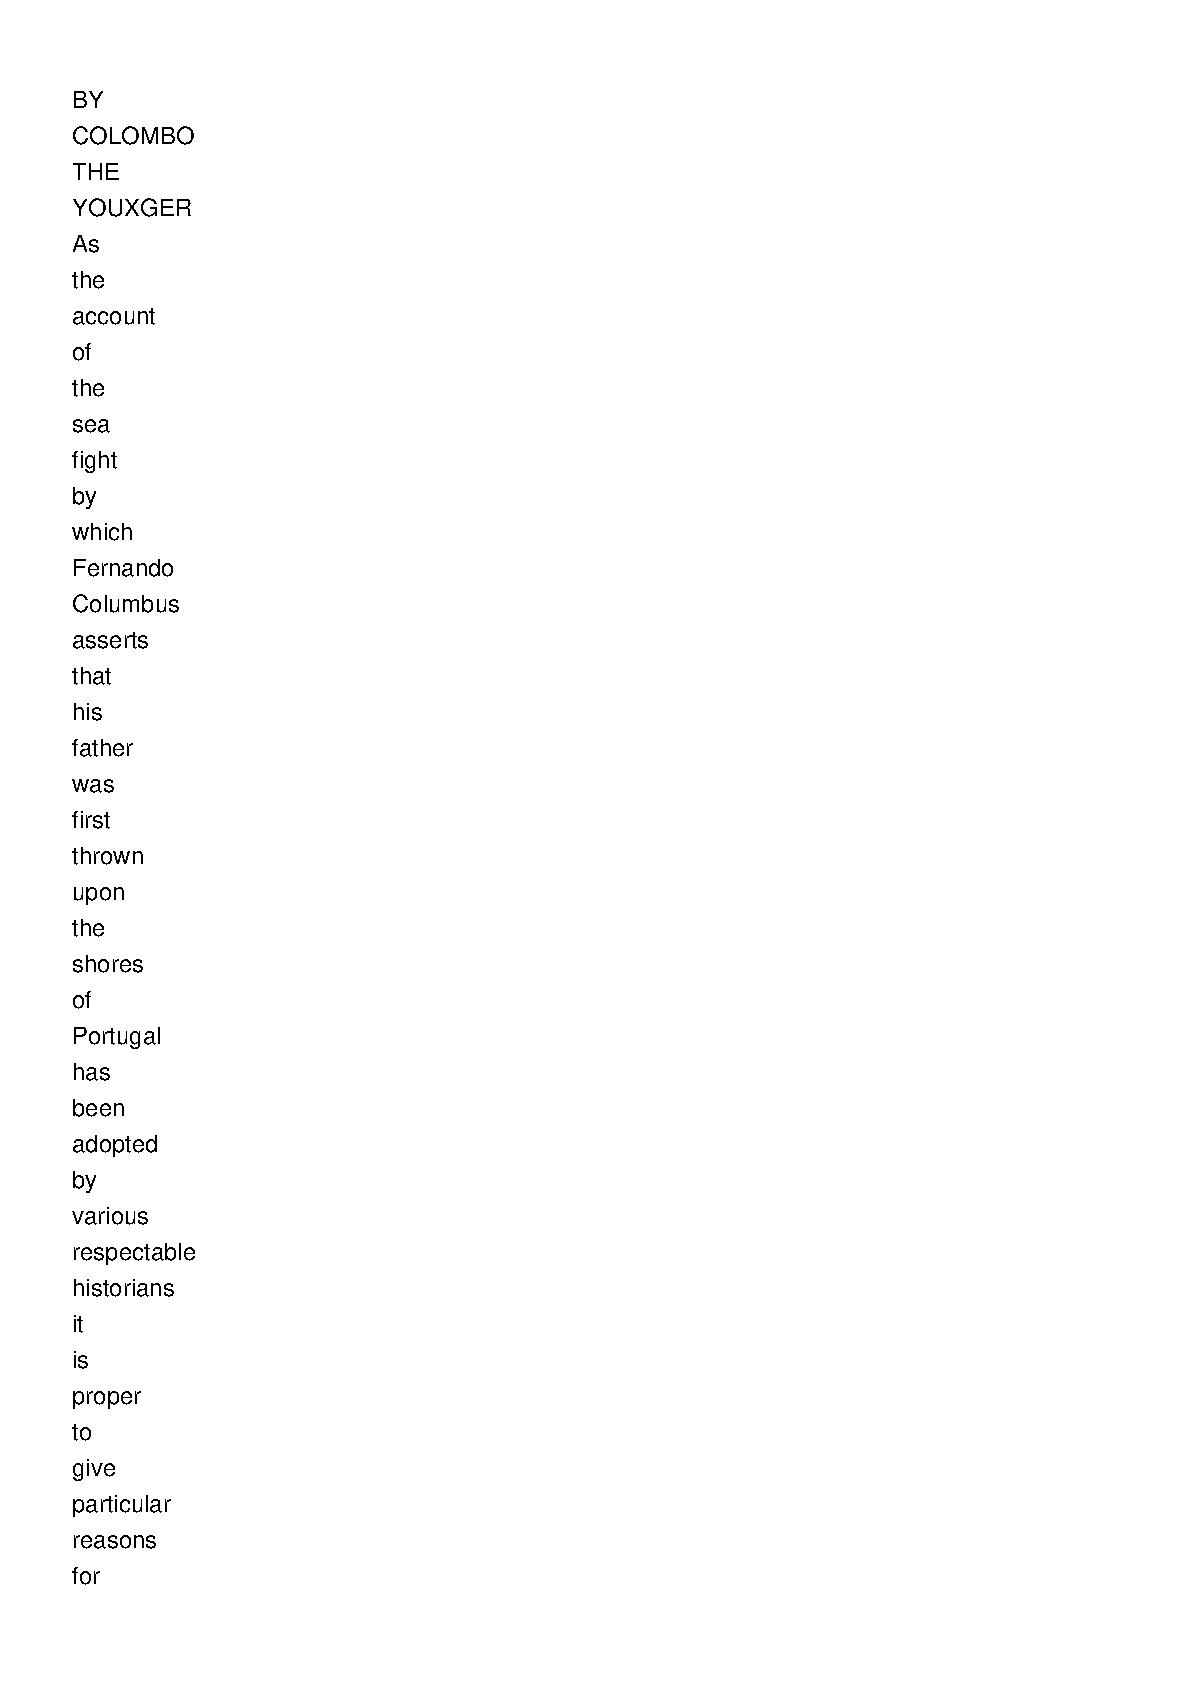 BY
COLOMBO
THE
YOUXGER
As
the
account
of
the
sea
fight
by
which
Fernando
Columbus
asserts
that
his
father
was
first
thrown
upon
the
shores
of
Portugal
has
been
adopted
by
various
respectable
historians
it
is
proper
to
give
particular
reasons
for